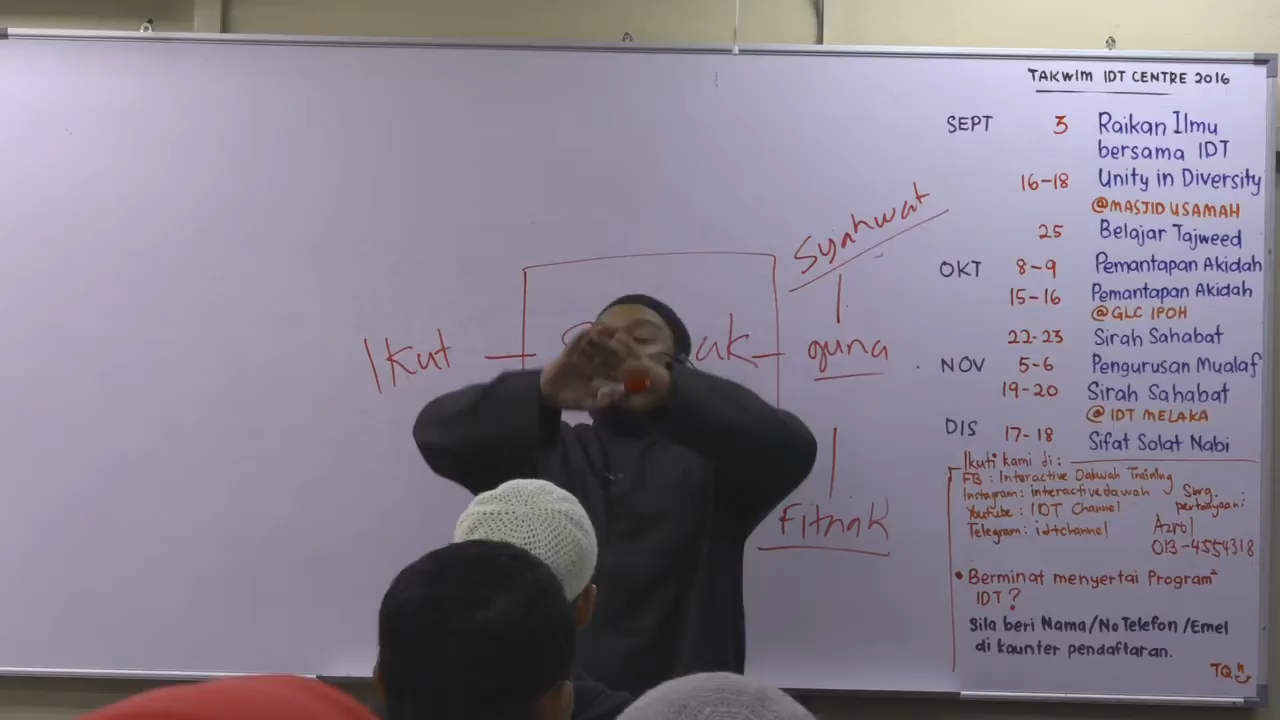 TAKWIM IDT CENTRE 2016
SEPT 3 Raikan Ilmu
bersama IDT
16-18 Unity in Diversity
@MASJID USAMAH
25 Belajar Tajweed
OKT 8-9 Pemantapan Akidah
15-16 Pemantapan Akidah
@GLC IPOH
22-23 Sirah Sahabat
NOV 5-6 Pengurusan Mualaf
19-20 Sirah Sahabat
@IDT MELAKA
DIS 17-18 Sifat Solat Nabi
Ikuti kami di:
FB: Interactive Dakwah Training
Instagram: interactivedawah
Youtube: IDT Channel
Telegram: idtchannel
Sbrg.
pertanyaan:
Azrol
013-4554318
• Berminat menyertai Program²
IDT?
Sila beri Nama/No Telefon/Emel
di kaunter pendaftaran.
TQ
Syahwat
Ikut
guna
Fitnah